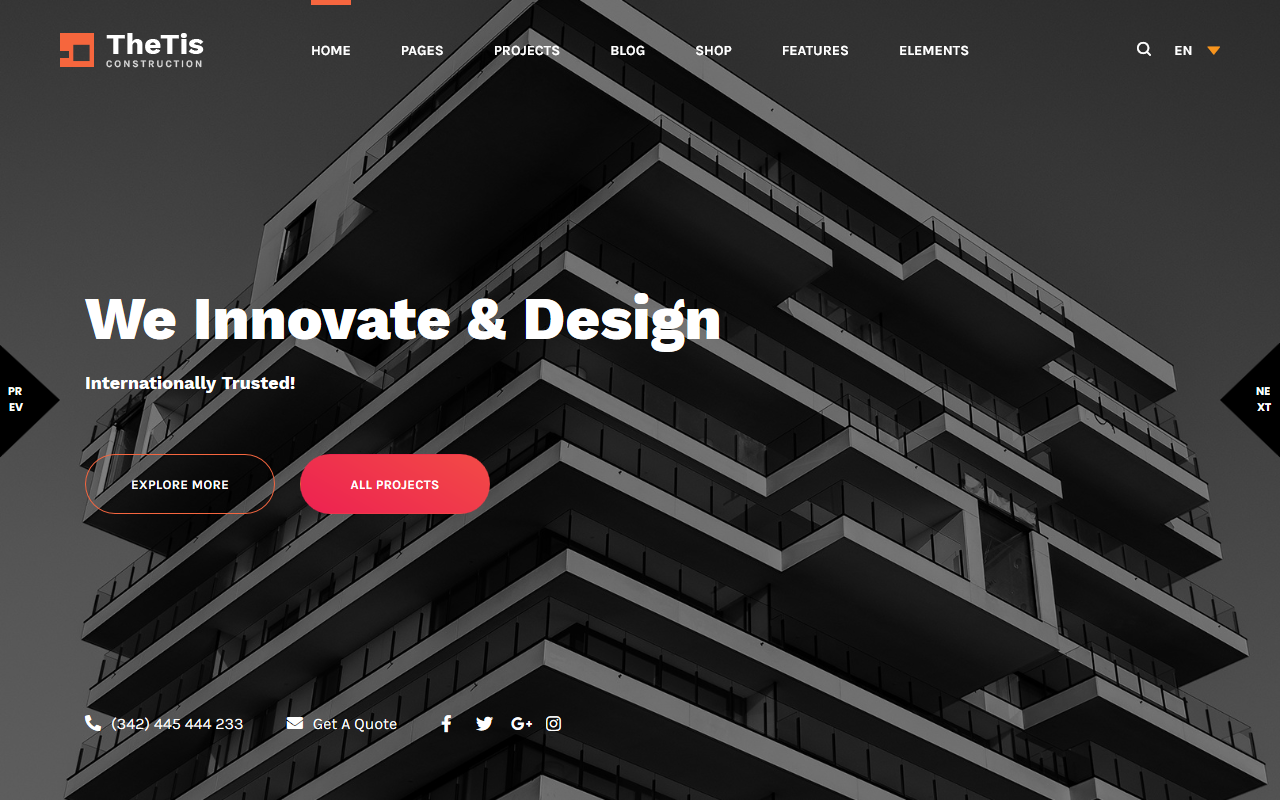 TheTis
CONSTRUCTION
HOME PAGES PROJECTS BLOG SHOP FEATURES ELEMENTS EN
We Innovate & Design
Internationally Trusted!
PR
EV
NE
XT
EXPLORE MORE ALL PROJECTS
(342) 445 444 233 Get A Quote